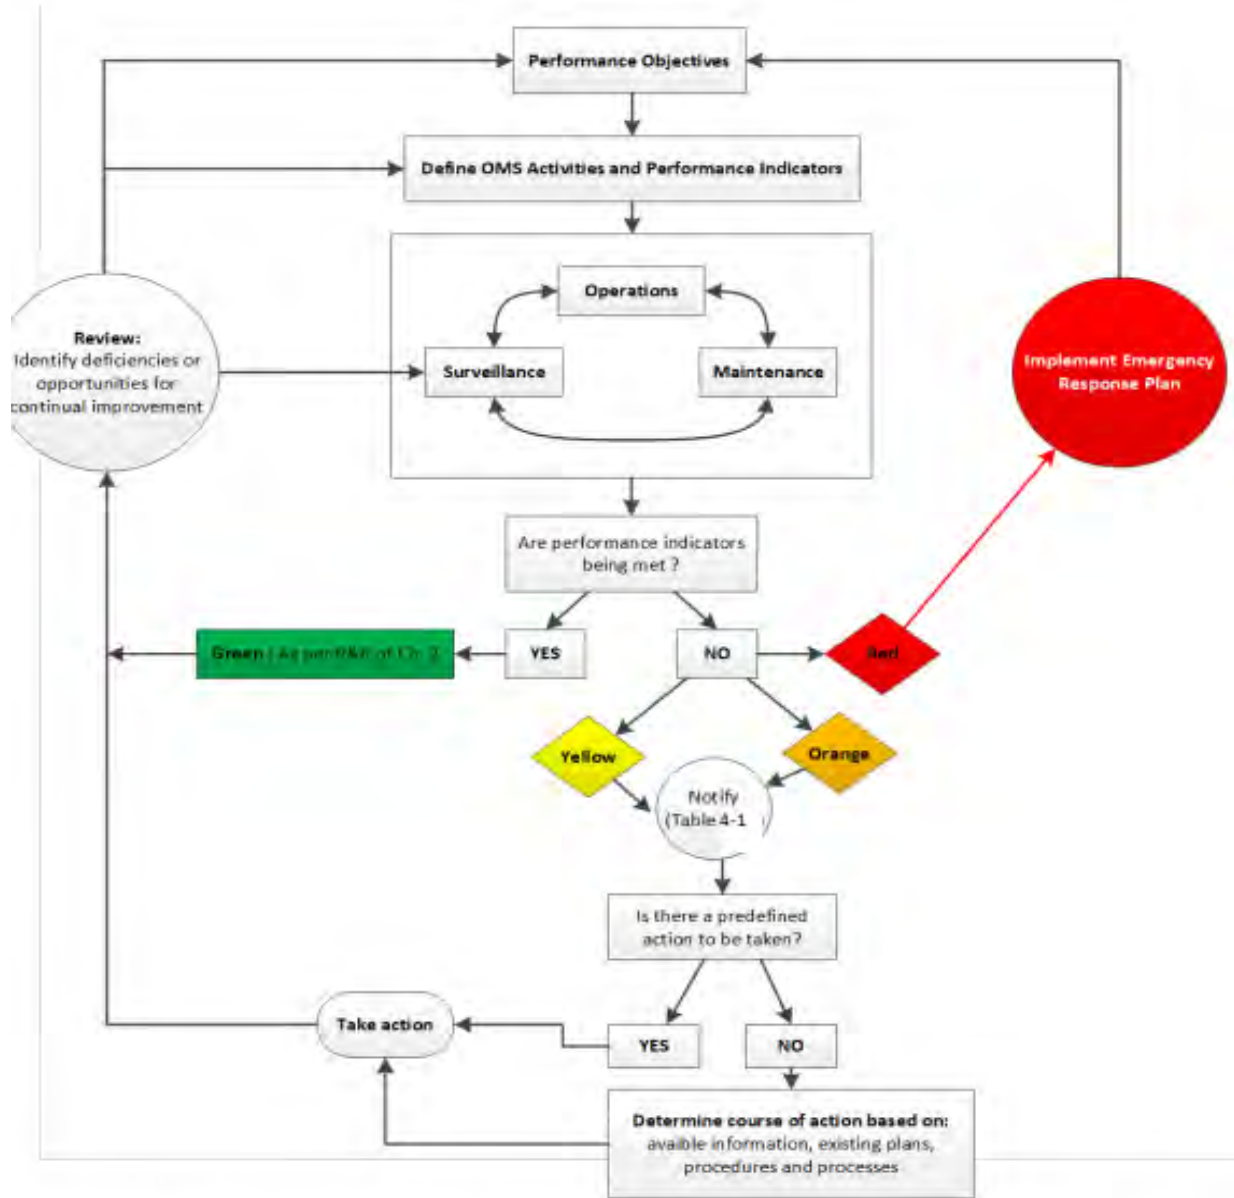 Performance Objectives
Define OMS Activities and Performance Indicators
Operations
Surveillance
Maintenance
Review:
Identify deficiencies or
opportunities for
continual improvement
Implement Emergency
Response Plan
Are performance indicators
being met ?
Green
YES
NO
Red
Yellow
Orange
Notify
(Table 4-1
Is there a predefined
action to be taken?
Take action
YES
NO
Determine course of action based on:
availble information, existing plans,
procedures and processes